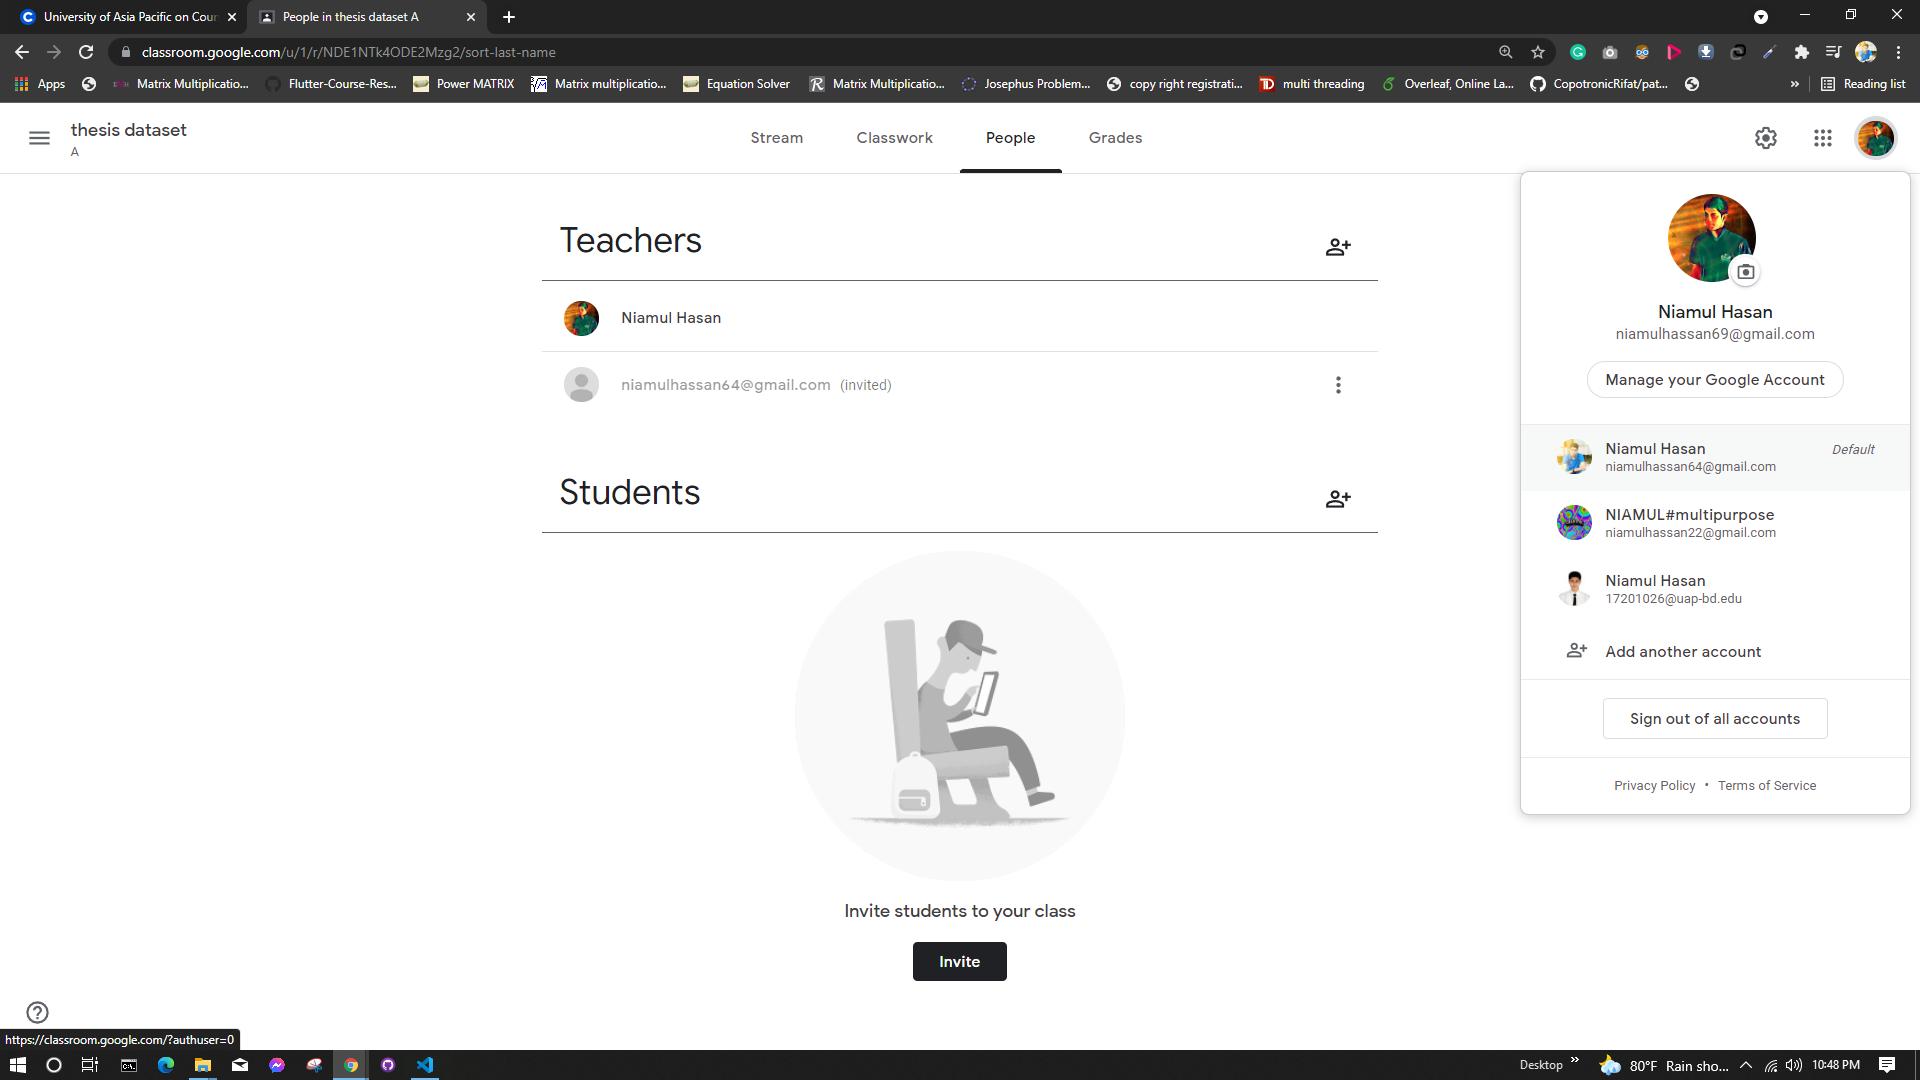 University of Asia Pacific on Cour
People in thesis dataset A
classroom.google.com/u/1/r/NDE1NTk4ODE2Mzg2/sort-last-name
Apps
Matrix Multiplicatio...
Flutter-Course-Res...
Power MATRIX
Matrix multiplicatio...
Equation Solver
Matrix Multiplicatio...
Josephus Problem...
copy right registrati...
multi threading
Overleaf, Online La...
CopotronicRifat/pat...
»
Reading list
thesis dataset
A
Stream
Classwork
People
Grades
Teachers
Niamul Hasan
niamulhassan64@gmail.com (invited)
Students
Invite students to your class
Invite
Niamul Hasan
niamulhassan69@gmail.com
Manage your Google Account
Niamul Hasan
Default
niamulhassan64@gmail.com
NIAMUL#multipurpose
niamulhassan22@gmail.com
Niamul Hasan
17201026@uap-bd.edu
Add another account
Sign out of all accounts
Privacy Policy • Terms of Service
https://classroom.google.com/?authuser=0
Desktop »
80°F Rain sho...
10:48 PM